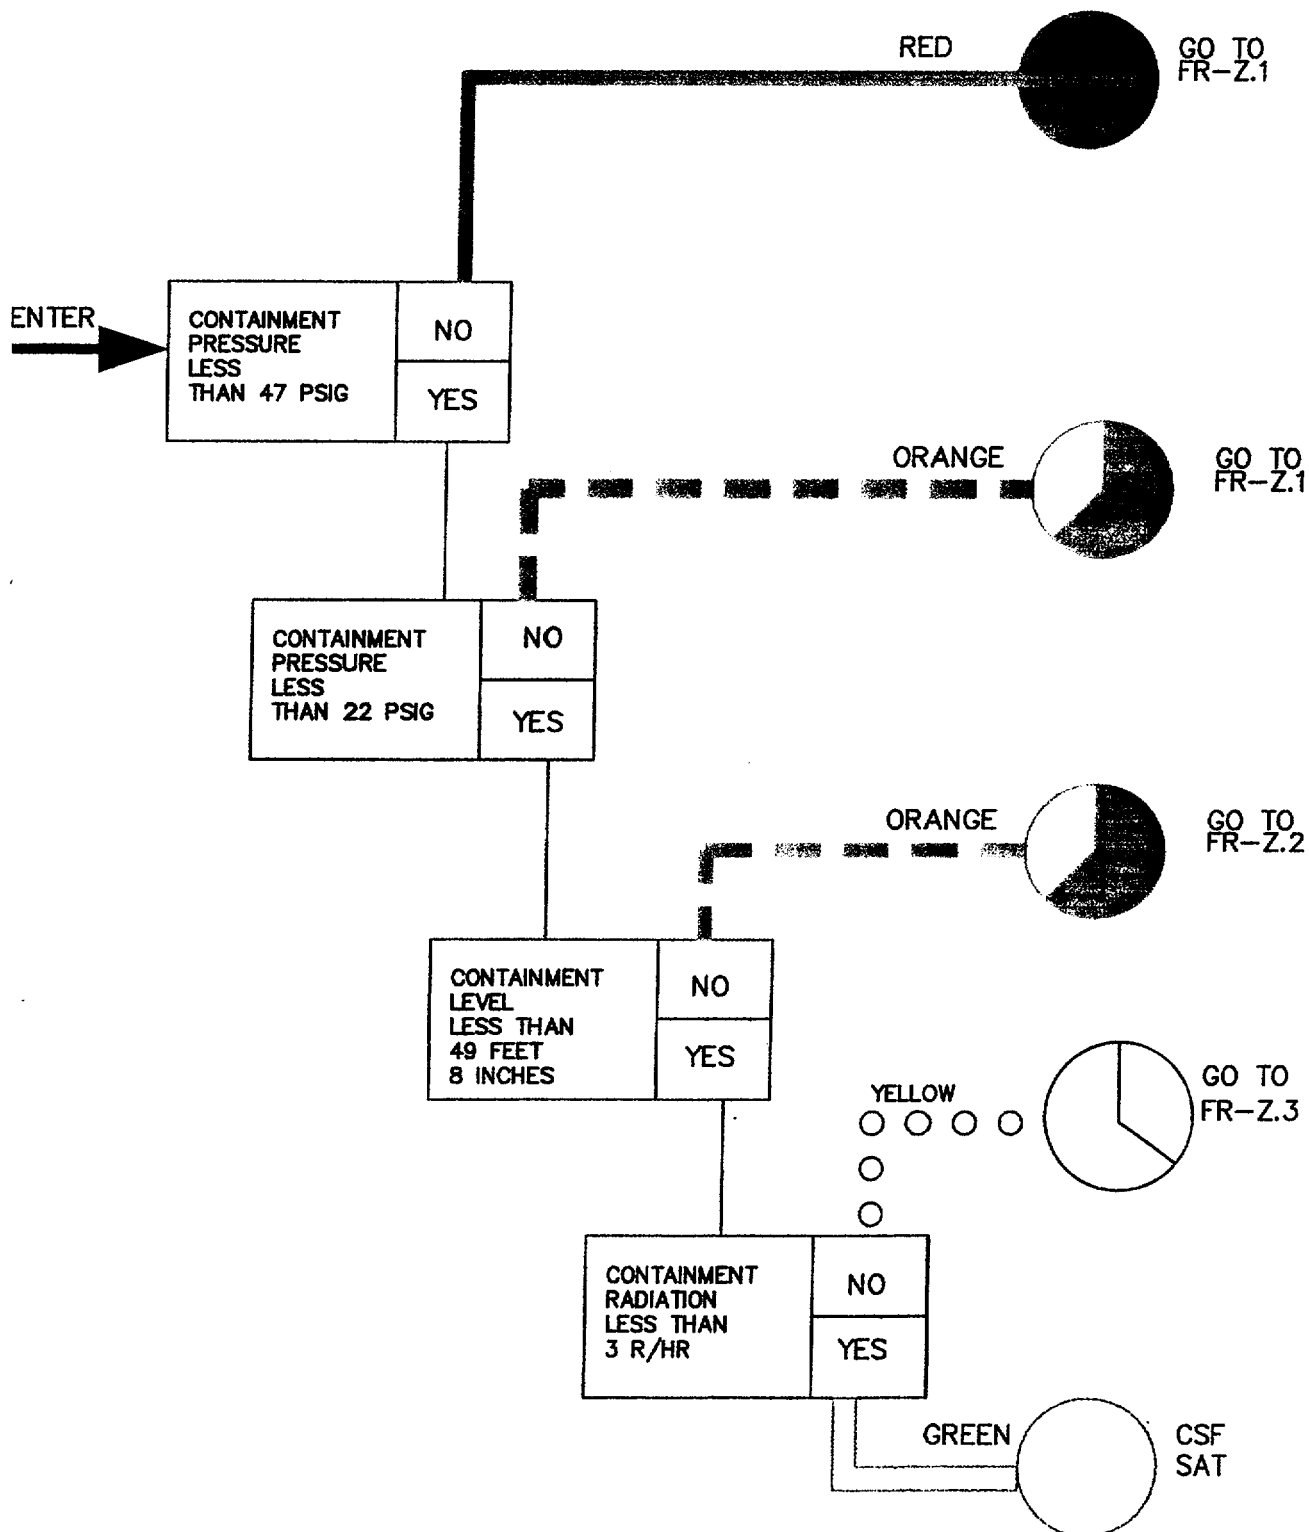 RED
GO TO
FR-Z.1
ENTER
CONTAINMENT
PRESSURE
LESS
THAN 47 PSIG
NO
YES
ORANGE
GO TO
FR-Z.1
CONTAINMENT
PRESSURE
LESS
THAN 22 PSIG
NO
YES
ORANGE
GO TO
FR-Z.2
CONTAINMENT
LEVEL
LESS THAN
49 FEET
8 INCHES
NO
YES
YELLOW
GO TO
FR-Z.3
CONTAINMENT
RADIATION
LESS THAN
3 R/HR
NO
YES
GREEN
CSF
SAT